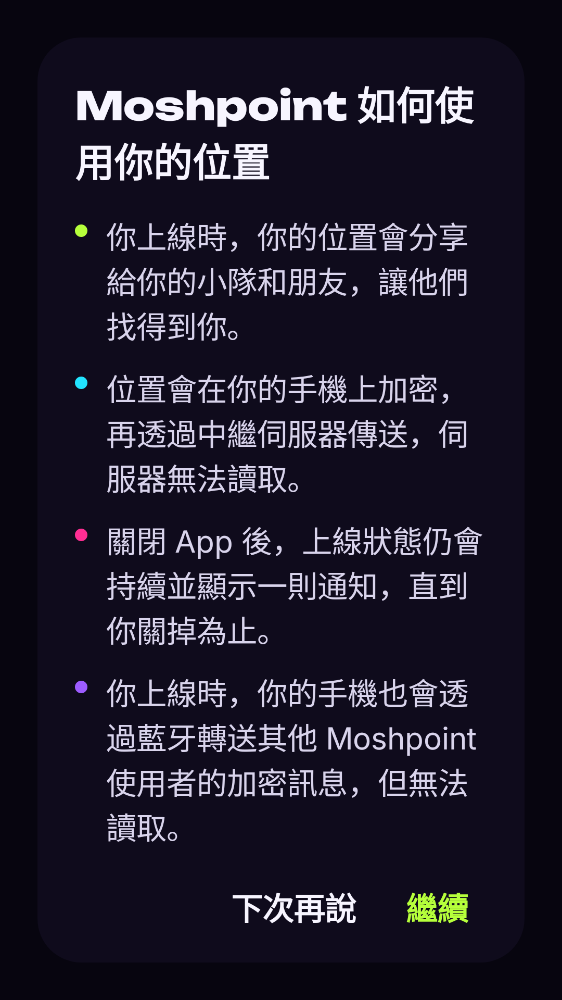 Moshpoint 如何使
用你的位置
你上線時，你的位置會分享
給你的小隊和朋友，讓他們
找得到你。
位置會在你的手機上加密，
再透過中繼伺服器傳送，伺
服器無法讀取。
關閉 App 後，上線狀態仍會
持續並顯示一則通知，直到
你關掉為止。
你上線時，你的手機也會透
過藍牙轉送其他 Moshpoint
使用者的加密訊息，但無法
讀取。
下次再說 繼續